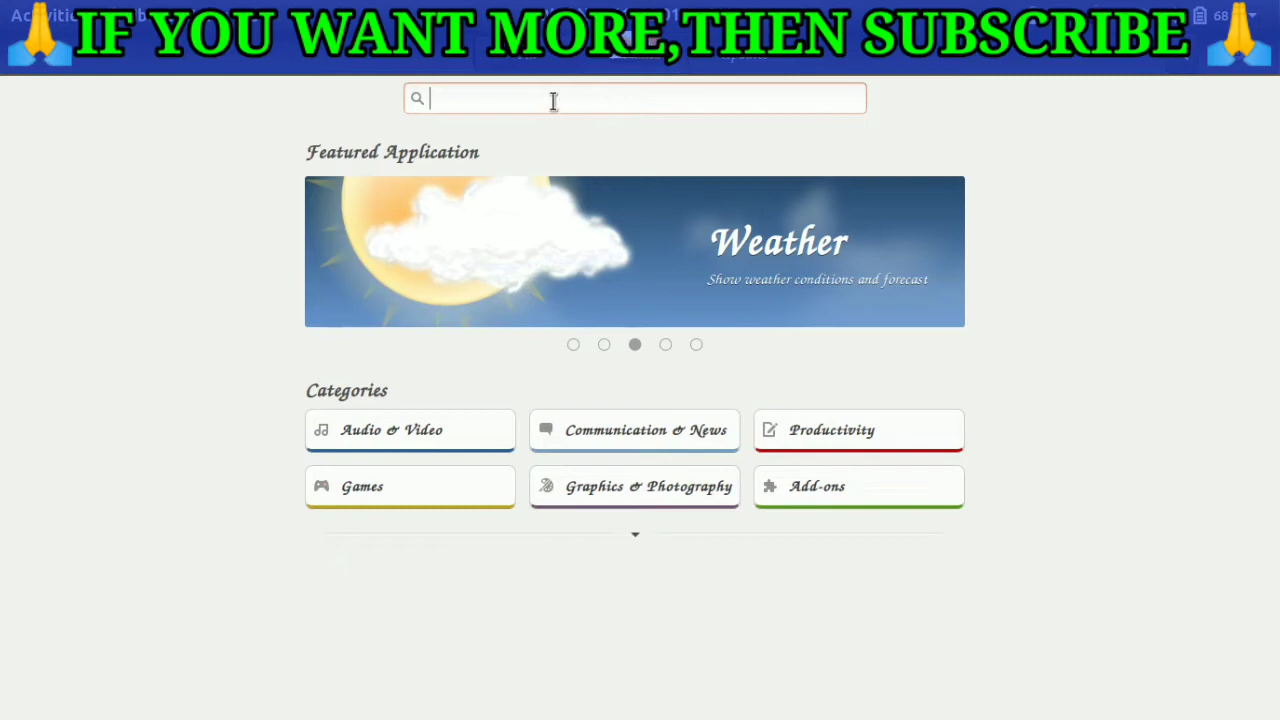 IF YOU WANT MORE,THEN SUBSCRIBE
68
Featured Application
Weather
Show weather conditions and forecast
Categories
Audio & Video
Communication & News
Productivity
Games
Graphics & Photography
Add-ons